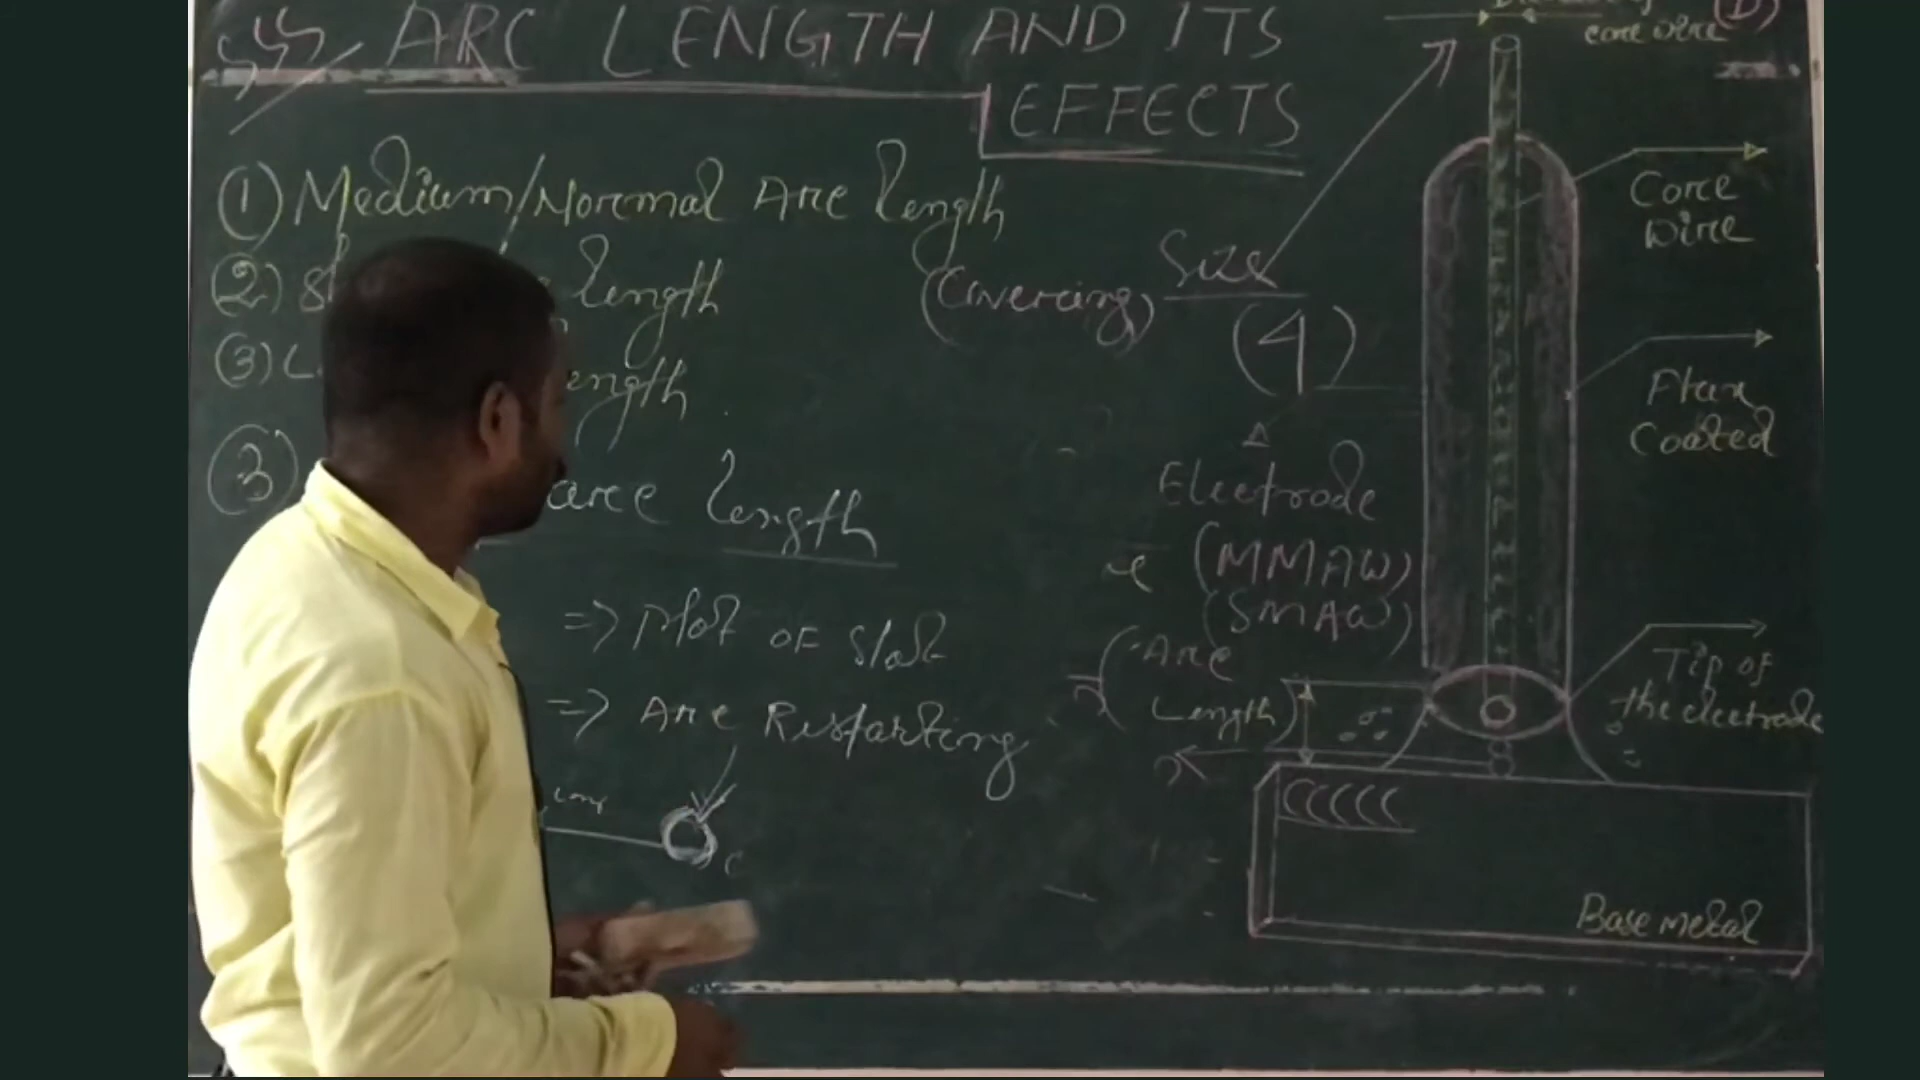 ARC LENGTH AND ITS
EFFECTS
(1) Medium/Normal Arc length
(2) length
(3) L length
(3) arc length
⇒ Plot of slot
⇒ Arc Restarting
(Covering) Size
(4)
Electrode
(MMAW)
(SMAW)
Arc
Length
core wire
(D)
Core
wire
Flux
Coated
Tip of
the electrode
Base metal